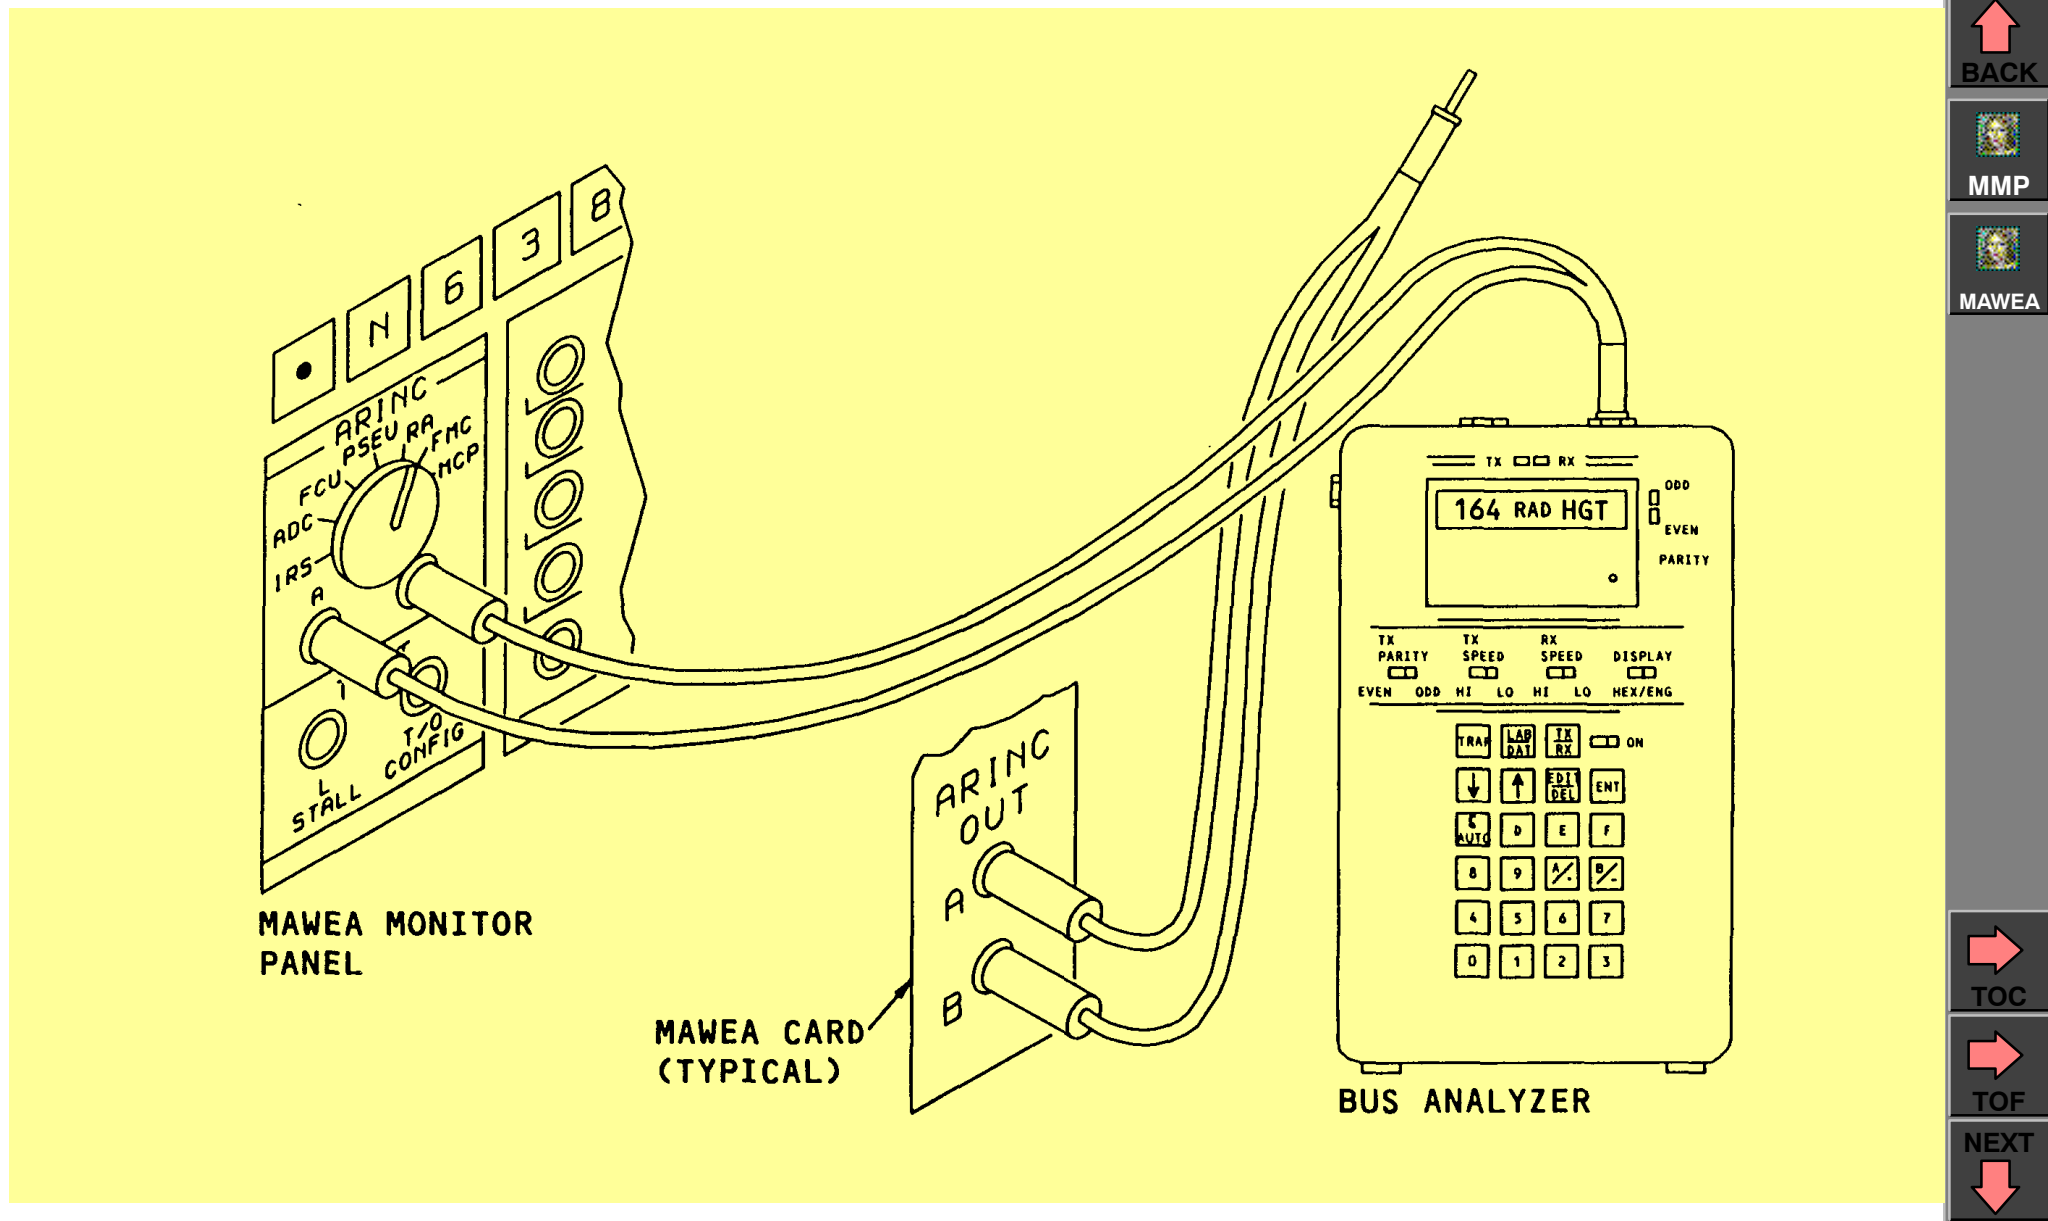 N 6 3 8
ARINC
IRS ADC FCU PSEU RA FMC MCP
A
1
L
STALL
T/O
CONFIG
MAWEA MONITOR
PANEL
ARINC
OUT
A
B
MAWEA CARD
(TYPICAL)
TX RX
164 RAD HGT
ODD
EVEN
PARITY
TX PARITY
EVEN ODD
TX SPEED
HI LO
RX SPEED
HI LO
DISPLAY
HEX/ENG
LAB DAT TX RX ON
EDIT DEL ENT
AUTO D E F
8 9 A/. B/-
4 5 6 7
0 1 2 3
BUS ANALYZER
BACK
MMP
MAWEA
TOC
TOF
NEXT